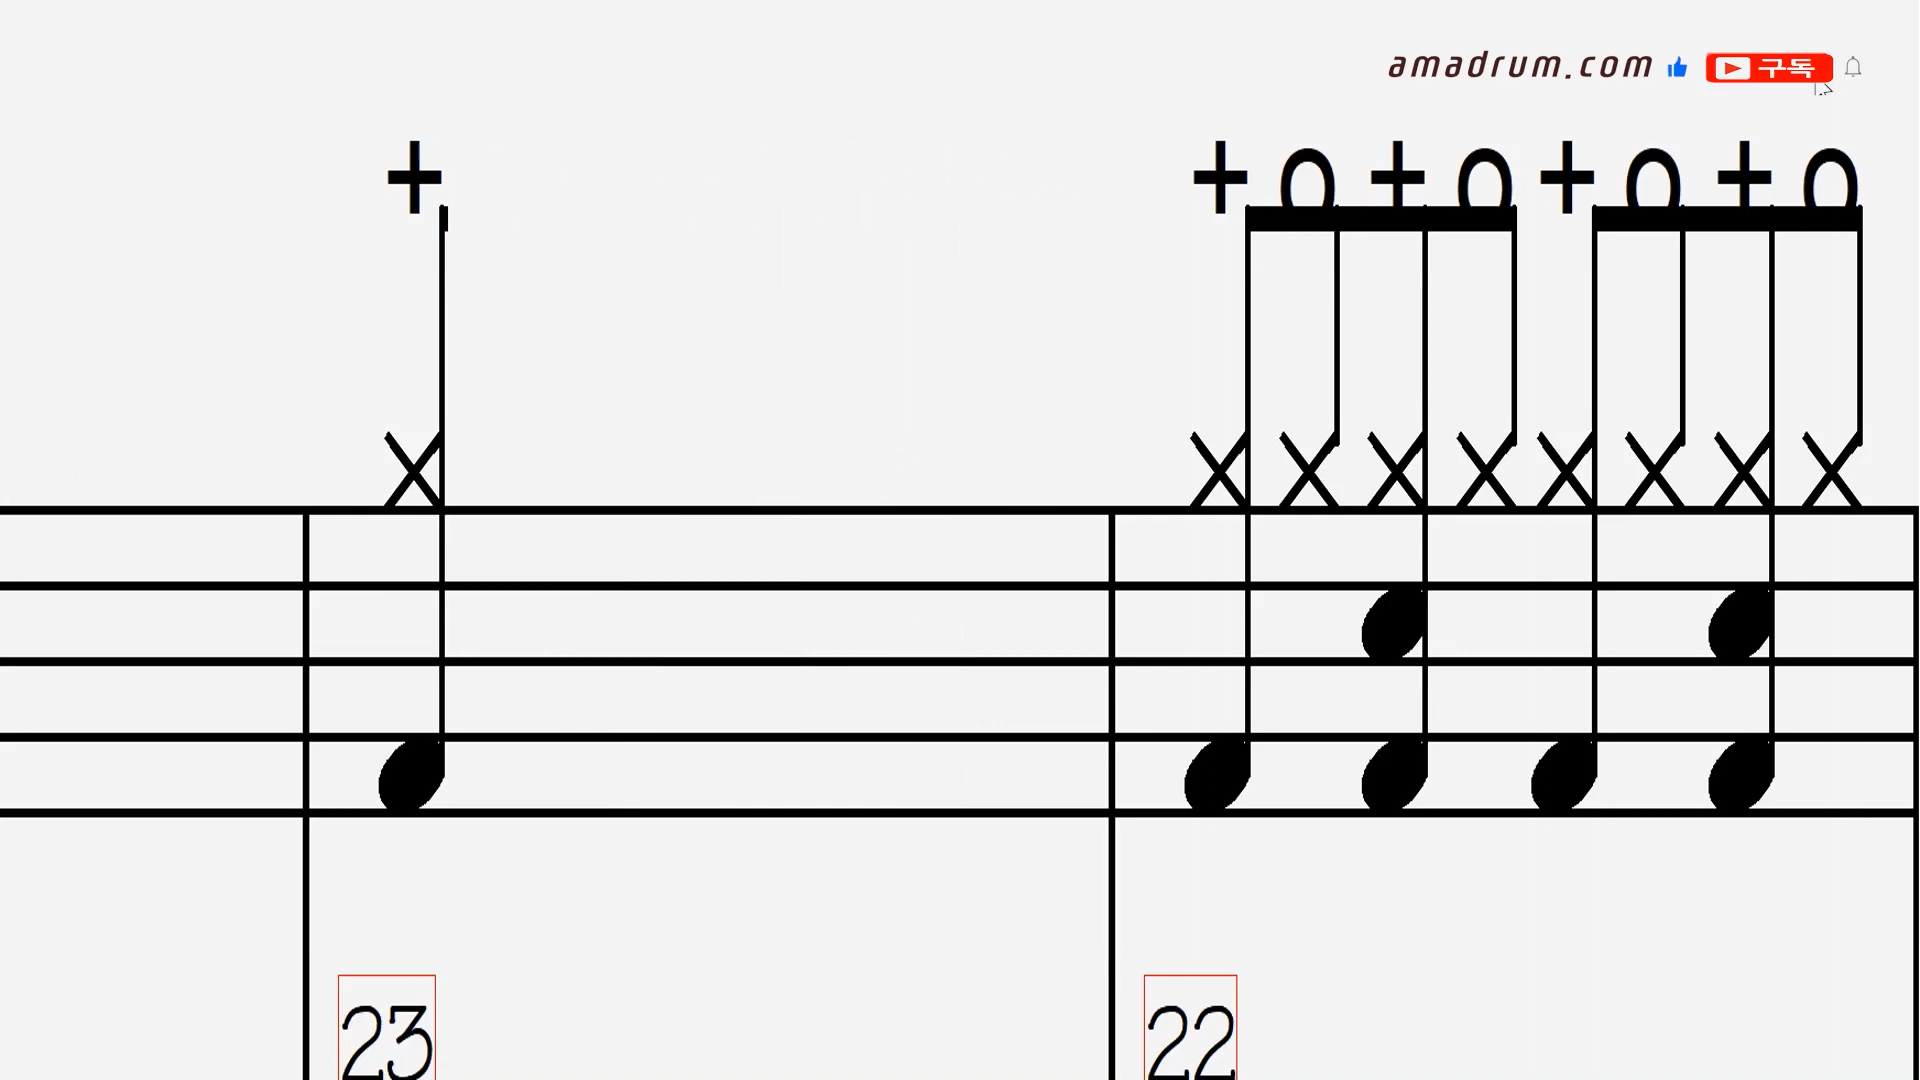 amadrum.com 구독
+ + o + o + o + o
23 22